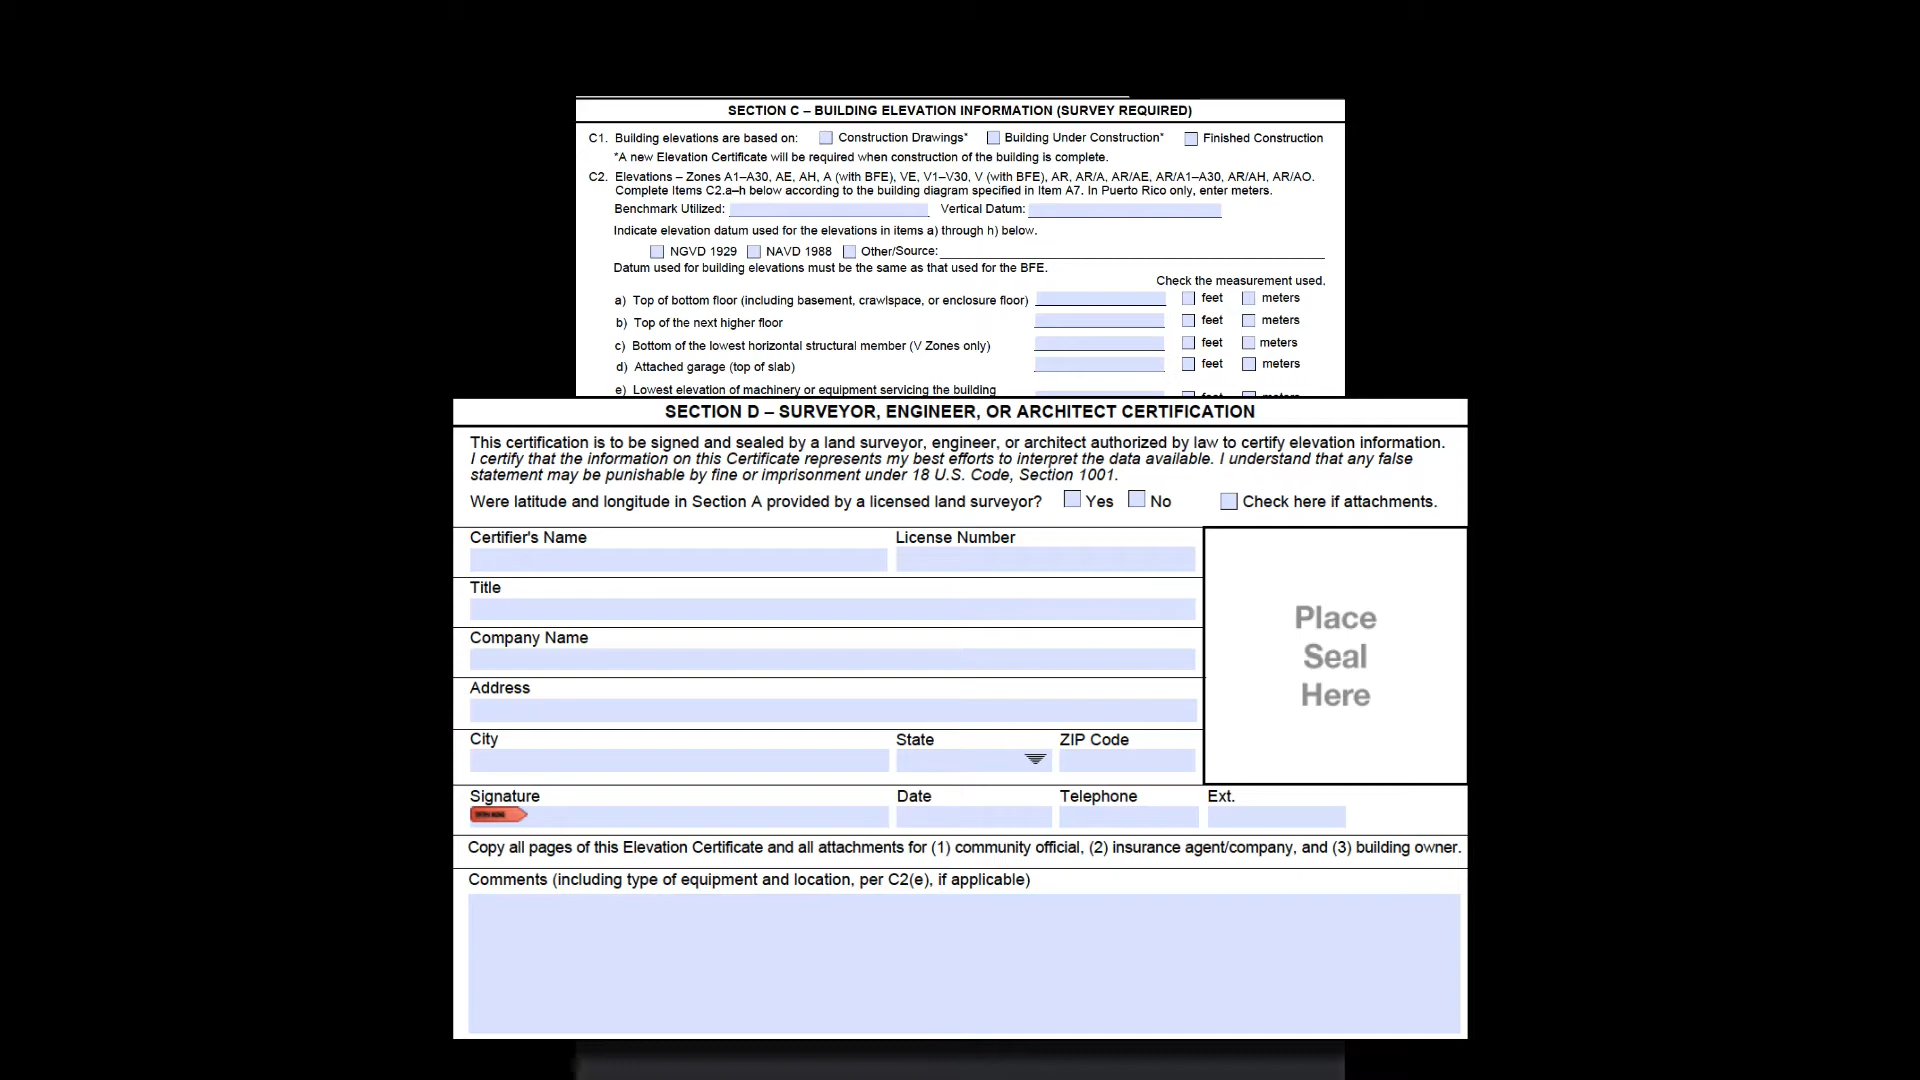 SECTION C – BUILDING ELEVATION INFORMATION (SURVEY REQUIRED)
C1. Building elevations are based on: Construction Drawings* Building Under Construction* Finished Construction
*A new Elevation Certificate will be required when construction of the building is complete.
C2. Elevations – Zones A1–A30, AE, AH, A (with BFE), VE, V1–V30, V (with BFE), AR, AR/A, AR/AE, AR/A1–A30, AR/AH, AR/AO.
Complete Items C2.a–h below according to the building diagram specified in Item A7. In Puerto Rico only, enter meters.
Benchmark Utilized: Vertical Datum:
Indicate elevation datum used for the elevations in items a) through h) below.
NGVD 1929 NAVD 1988 Other/Source:
Datum used for building elevations must be the same as that used for the BFE.
Check the measurement used.
a) Top of bottom floor (including basement, crawlspace, or enclosure floor) feet meters
b) Top of the next higher floor feet meters
c) Bottom of the lowest horizontal structural member (V Zones only) feet meters
d) Attached garage (top of slab) feet meters
e) Lowest elevation of machinery or equipment servicing the building
SECTION D – SURVEYOR, ENGINEER, OR ARCHITECT CERTIFICATION
This certification is to be signed and sealed by a land surveyor, engineer, or architect authorized by law to certify elevation information.
I certify that the information on this Certificate represents my best efforts to interpret the data available. I understand that any false
statement may be punishable by fine or imprisonment under 18 U.S. Code, Section 1001.
Were latitude and longitude in Section A provided by a licensed land surveyor? Yes No Check here if attachments.
Certifier's Name License Number
Title
Company Name
Address
Place
Seal
Here
City State ZIP Code
Signature Date Telephone Ext.
Copy all pages of this Elevation Certificate and all attachments for (1) community official, (2) insurance agent/company, and (3) building owner.
Comments (including type of equipment and location, per C2(e), if applicable)